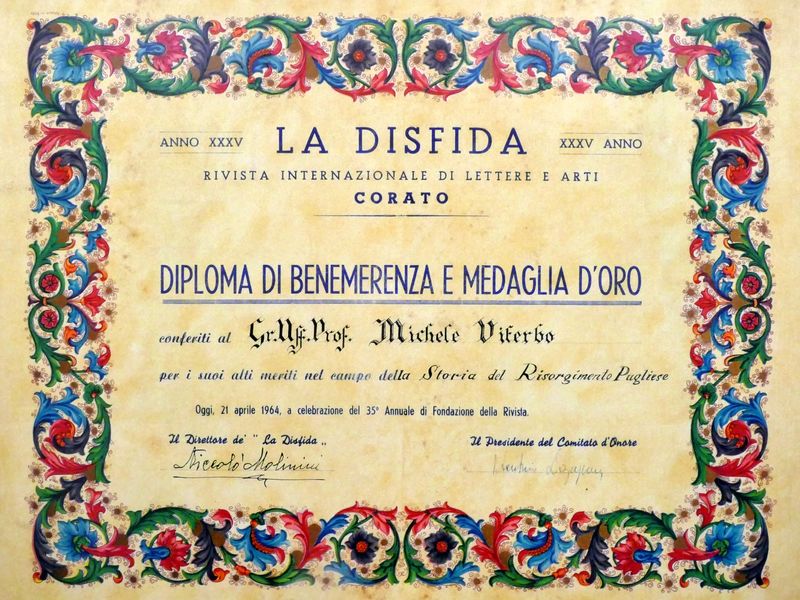 ANNO XXXV LA DISFIDA XXXV ANNO
RIVISTA INTERNAZIONALE DI LETTERE E ARTI
CORATO
DIPLOMA DI BENEMERENZA E MEDAGLIA D'ORO
conferiti al Gr.Uff.Prof. Michele Viterbo
per i suoi alti meriti nel campo della Storia del Risorgimento Pugliese
Oggi, 21 aprile 1964, a celebrazione del 35° Annuale di Fondazione della Rivista.
Il Direttore de' "La Disfida„ Il Presidente del Comitato d'Onore
Niccolò Molinini